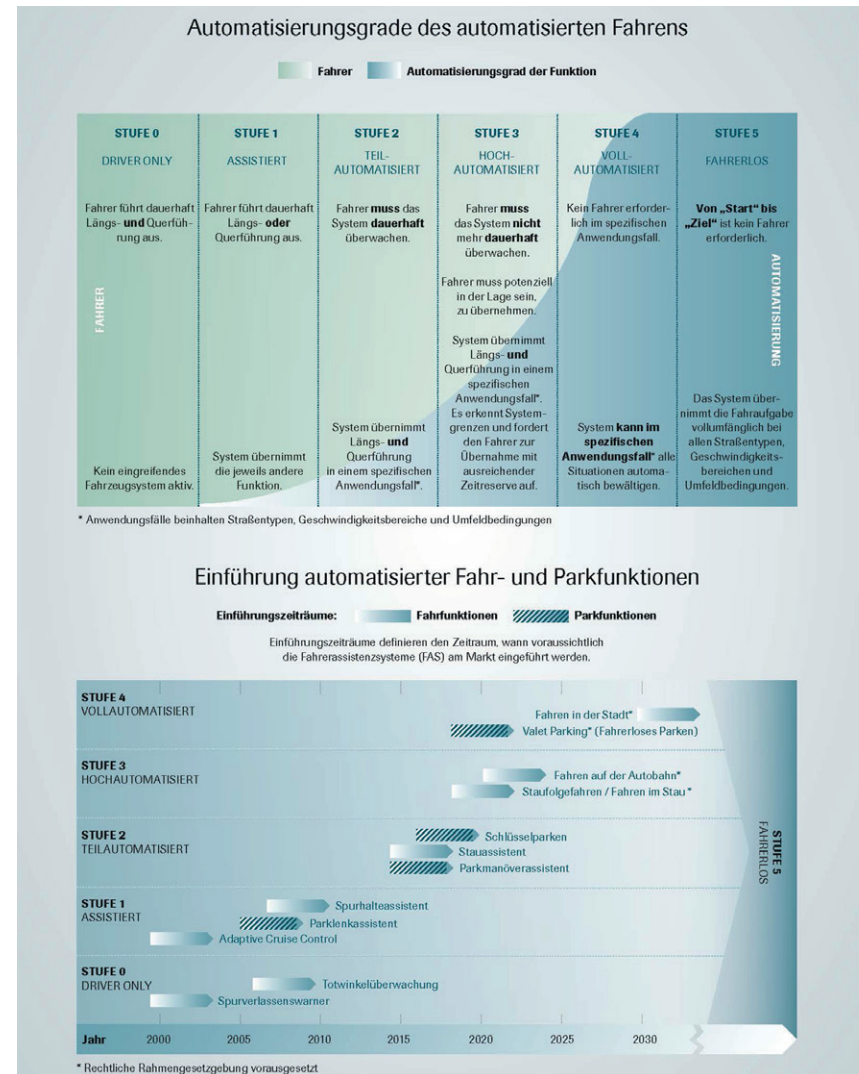 Automatisierungsgrade des automatisierten Fahrens
Fahrer
Automatisierungsgrad der Funktion
STUFE 0
DRIVER ONLY
Fahrer führt dauerhaft
Längs- und Querfüh-
rung aus.
FAHRER
Kein eingreifendes
Fahrzeugsystem aktiv.
STUFE 1
ASSISTIERT
Fahrer führt dauerhaft
Längs- oder
Querführung aus.
System übernimmt
die jeweils andere
Funktion.
STUFE 2
TEIL-
AUTOMATISIERT
Fahrer muss das
System dauerhaft
überwachen.
System übernimmt
Längs- und
Querführung
in einem spezifischen
Anwendungsfall*.
STUFE 3
HOCH-
AUTOMATISIERT
Fahrer muss
das System nicht
mehr dauerhaft
überwachen.
Fahrer muss potenziell
in der Lage sein,
zu übernehmen.
System übernimmt
Längs- und
Querführung in einem
spezifischen
Anwendungsfall*.
Es erkennt System-
grenzen und fordert
den Fahrer zur
Übernahme mit
ausreichender
Zeitreserve auf.
STUFE 4
VOLL-
AUTOMATISIERT
Kein Fahrer erforder-
lich im spezifischen
Anwendungsfall.
System kann im
spezifischen
Anwendungsfall* alle
Situationen automa-
tisch bewältigen.
STUFE 5
FAHRERLOS
Von „Start“ bis
„Ziel“ ist kein Fahrer
erforderlich.
AUTOMATISIERUNG
Das System über-
nimmt die Fahraufgabe
vollumfänglich bei
allen Straßentypen,
Geschwindigkeits-
bereichen und
Umfeldbedingungen.
* Anwendungsfälle beinhalten Straßentypen, Geschwindigkeitsbereiche und Umfeldbedingungen
Einführung automatisierter Fahr- und Parkfunktionen
Einführungszeiträume:
Fahrfunktionen
Parkfunktionen
Einführungszeiträume definieren den Zeitraum, wann voraussichtlich
die Fahrerassistenzsysteme (FAS) am Markt eingeführt werden.
STUFE 4
VOLLAUTOMATISIERT
Fahren in der Stadt*
Valet Parking* (Fahrerloses Parken)
STUFE 3
HOCHAUTOMATISIERT
Fahren auf der Autobahn*
Staufolgefahren / Fahren im Stau *
STUFE 2
TEILAUTOMATISIERT
Schlüsselparken
Stauassistent
Parkmanöverassistent
STUFE 1
ASSISTIERT
Spurhalteassistent
Parklenkassistent
Adaptive Cruise Control
STUFE 0
DRIVER ONLY
Totwinkelüberwachung
Spurverlassenswarner
STUFE 5
FAHRERLOS
Jahr 2000 2005 2010 2015 2020 2025 2030
* Rechtliche Rahmengesetzgebung vorausgesetzt